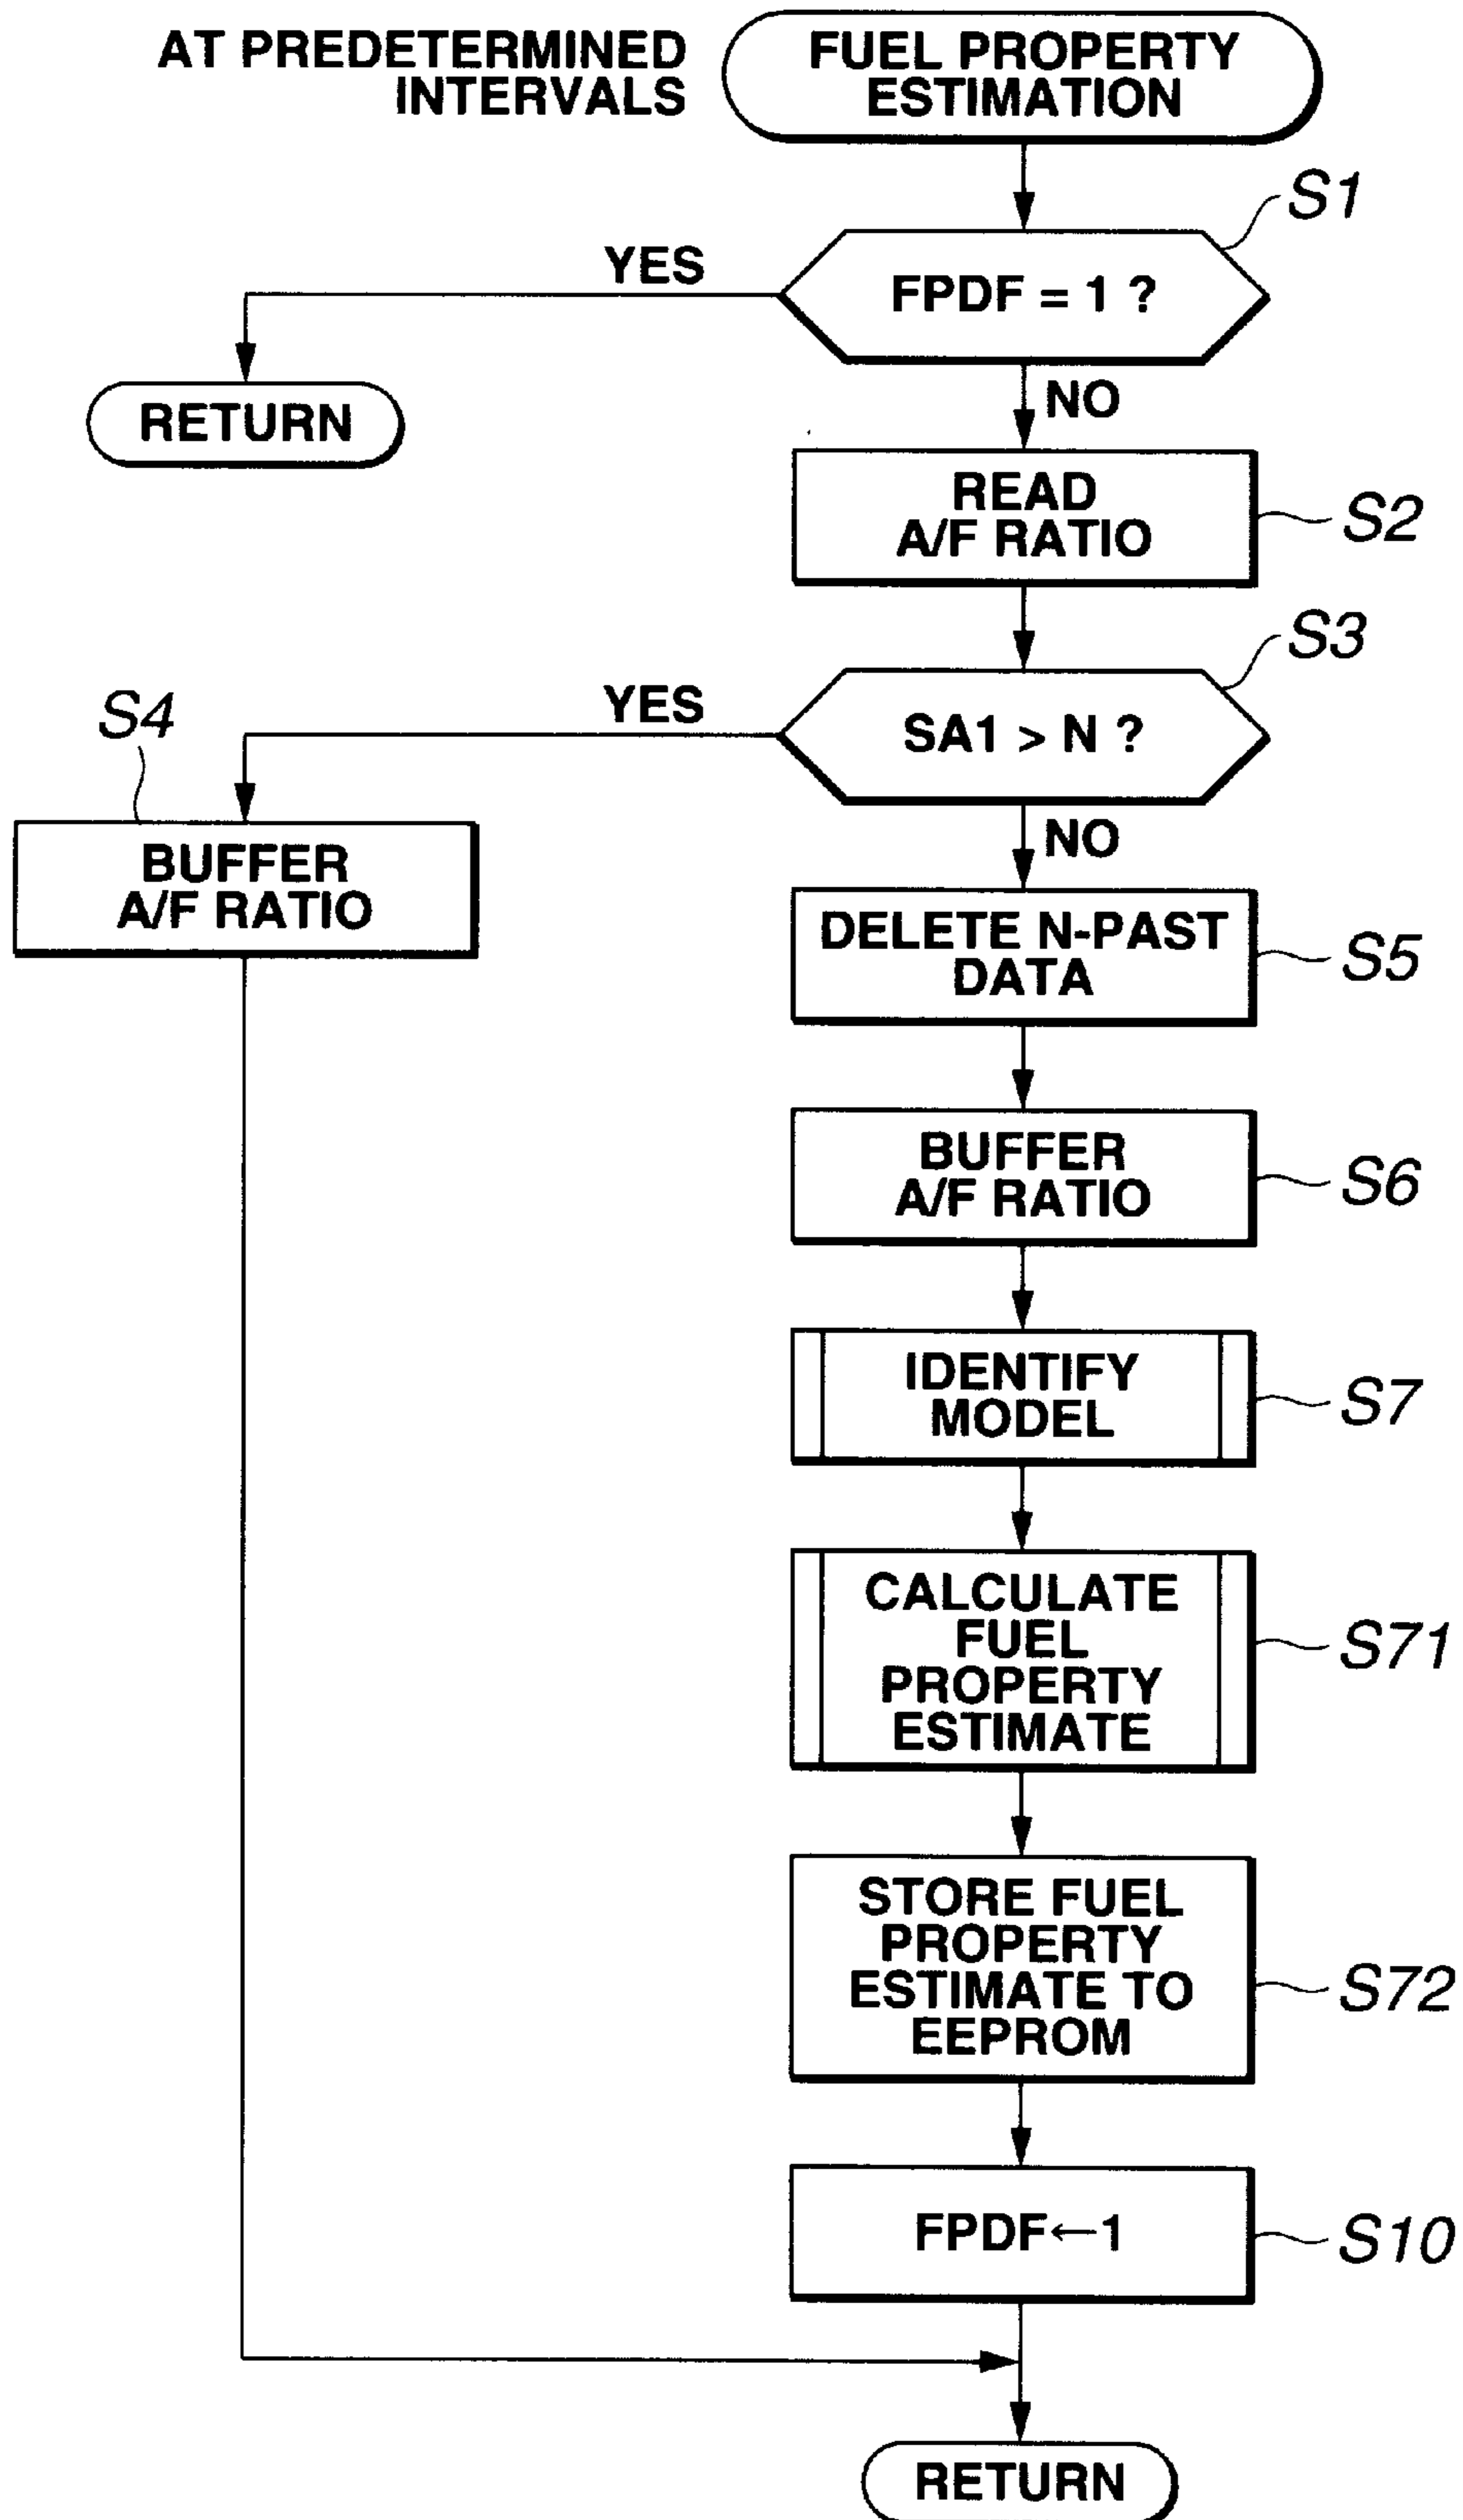 AT PREDETERMINED
INTERVALS
FUEL PROPERTY
ESTIMATION
S1
YES
FPDF = 1 ?
RETURN
NO
READ
A/F RATIO
S2
S3
YES
SA1 > N ?
S4
NO
BUFFER
A/F RATIO
DELETE N-PAST
DATA
S5
BUFFER
A/F RATIO
S6
IDENTIFY
MODEL
S7
CALCULATE
FUEL
PROPERTY
ESTIMATE
S71
STORE FUEL
PROPERTY
ESTIMATE TO
EEPROM
S72
FPDF←1
S10
RETURN